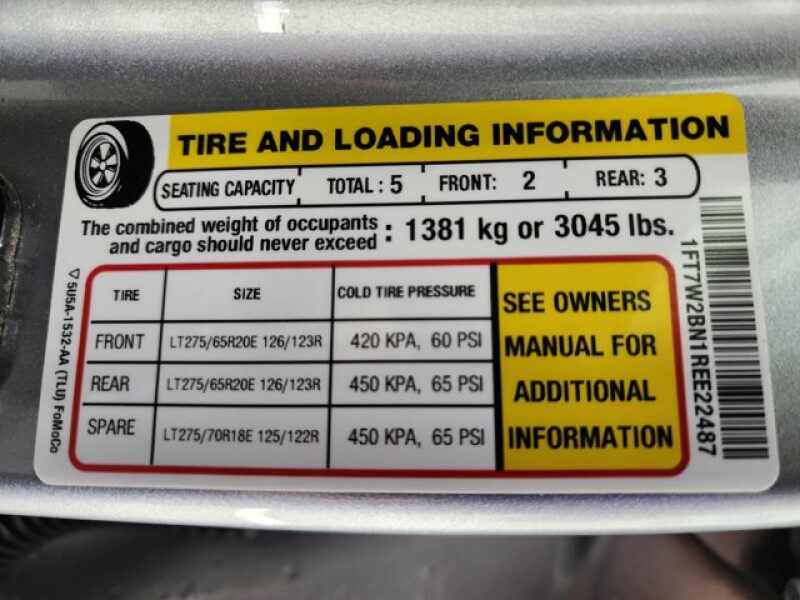 TIRE AND LOADING INFORMATION
SEATING CAPACITY TOTAL : 5 FRONT: 2 REAR: 3
The combined weight of occupants and cargo should never exceed : 1381 kg or 3045 lbs.
TIRE SIZE COLD TIRE PRESSURE
FRONT LT275/65R20E 126/123R 420 KPA, 60 PSI
REAR LT275/65R20E 126/123R 450 KPA, 65 PSI
SPARE LT275/70R18E 125/122R 450 KPA, 65 PSI
SEE OWNERS
MANUAL FOR
ADDITIONAL
INFORMATION
5U5A-1532-AA (TLU) FoMoCo
1FT7W2BN1REE22487